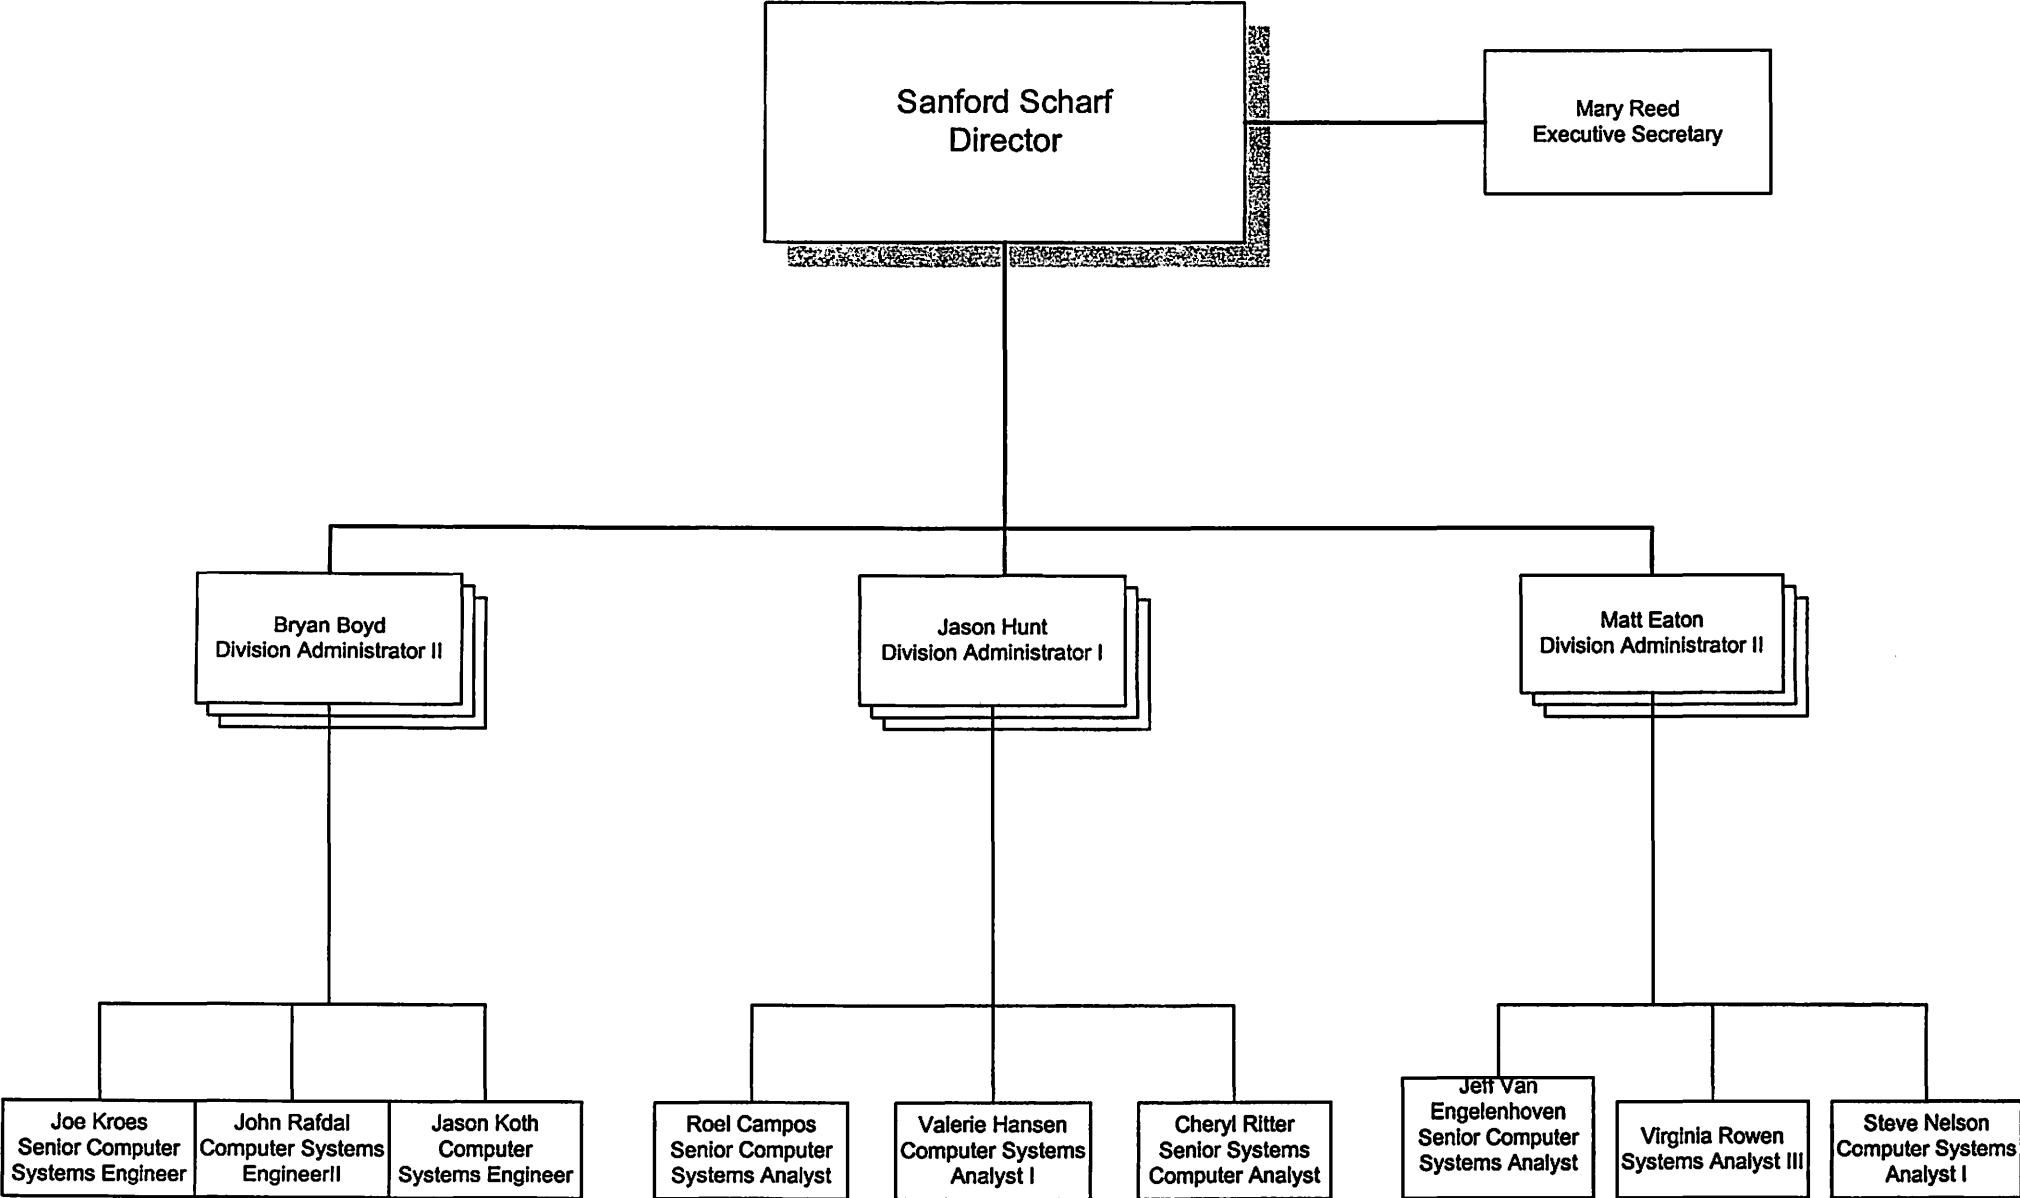 Sanford Scharf
Director
Mary Reed
Executive Secretary
Bryan Boyd
Division Administrator II
Jason Hunt
Division Administrator I
Matt Eaton
Division Administrator II
Joe Kroes
Senior Computer
Systems Engineer
John Rafdal
Computer Systems
EngineerII
Jason Koth
Computer
Systems Engineer
Roel Campos
Senior Computer
Systems Analyst
Valerie Hansen
Computer Systems
Analyst I
Cheryl Ritter
Senior Systems
Computer Analyst
Jeff Van
Engelenhoven
Senior Computer
Systems Analyst
Virginia Rowen
Systems Analyst III
Steve Nelson
Computer Systems
Analyst I